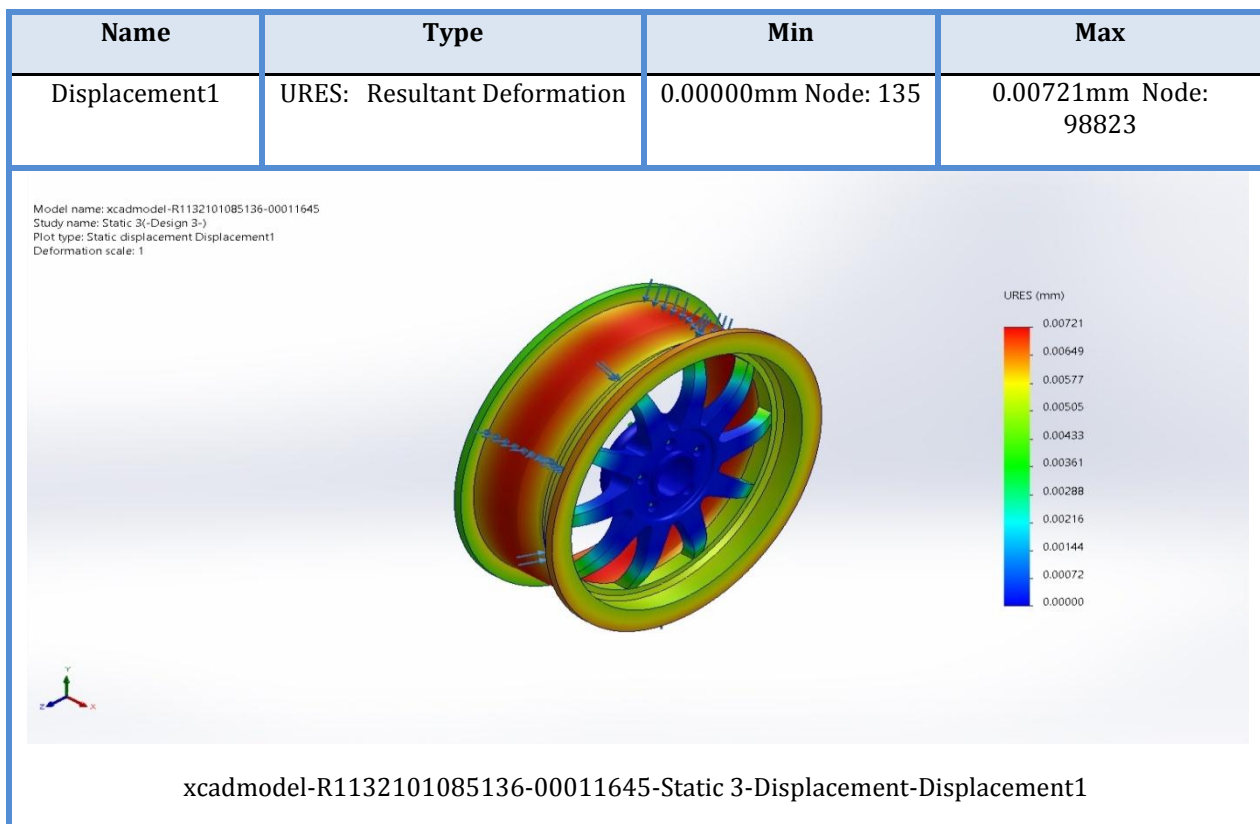 Name Type Min Max
Displacement1 URES: Resultant Deformation 0.00000mm Node: 135 0.00721mm Node:
98823
Model name: xcadmodel-R1132101085136-00011645
Study name: Static 3(-Design 3-)
Plot type: Static displacement Displacement1
Deformation scale: 1
URES (mm)
0.00721
0.00649
0.00577
0.00505
0.00433
0.00361
0.00288
0.00216
0.00144
0.00072
0.00000
Y
Z X
xcadmodel-R1132101085136-00011645-Static 3-Displacement-Displacement1